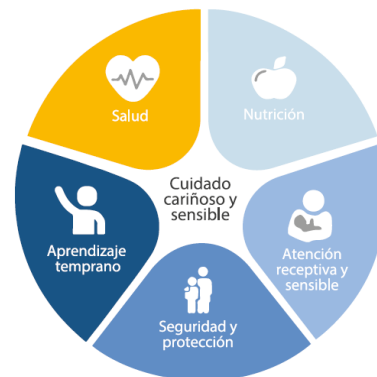 Salud
Nutrición
Cuidado
cariñoso y
sensible
Aprendizaje
temprano
Atención
receptiva y
sensible
Seguridad y
protección